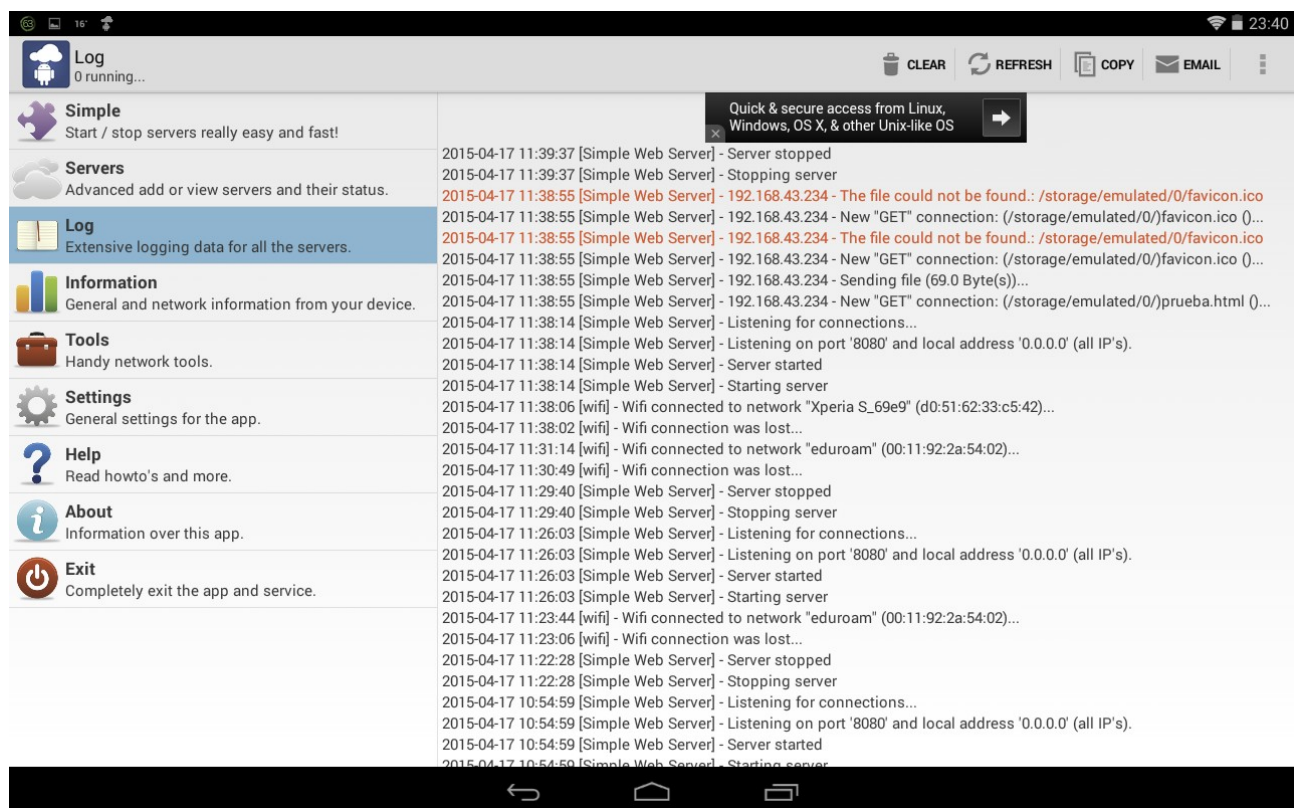 63 16° 23:40
Log
0 running...
CLEAR REFRESH COPY EMAIL
Simple
Start / stop servers really easy and fast!
Servers
Advanced add or view servers and their status.
Log
Extensive logging data for all the servers.
Information
General and network information from your device.
Tools
Handy network tools.
Settings
General settings for the app.
Help
Read howto's and more.
About
Information over this app.
Exit
Completely exit the app and service.
Quick & secure access from Linux,
Windows, OS X, & other Unix-like OS
2015-04-17 11:39:37 [Simple Web Server] - Server stopped
2015-04-17 11:39:37 [Simple Web Server] - Stopping server
2015-04-17 11:38:55 [Simple Web Server] - 192.168.43.234 - The file could not be found.: /storage/emulated/0/favicon.ico
2015-04-17 11:38:55 [Simple Web Server] - 192.168.43.234 - New "GET" connection: (/storage/emulated/0/)favicon.ico ()...
2015-04-17 11:38:55 [Simple Web Server] - 192.168.43.234 - The file could not be found.: /storage/emulated/0/favicon.ico
2015-04-17 11:38:55 [Simple Web Server] - 192.168.43.234 - New "GET" connection: (/storage/emulated/0/)favicon.ico ()...
2015-04-17 11:38:55 [Simple Web Server] - 192.168.43.234 - Sending file (69.0 Byte(s))...
2015-04-17 11:38:55 [Simple Web Server] - 192.168.43.234 - New "GET" connection: (/storage/emulated/0/)prueba.html ()...
2015-04-17 11:38:14 [Simple Web Server] - Listening for connections...
2015-04-17 11:38:14 [Simple Web Server] - Listening on port '8080' and local address '0.0.0.0' (all IP's).
2015-04-17 11:38:14 [Simple Web Server] - Server started
2015-04-17 11:38:14 [Simple Web Server] - Starting server
2015-04-17 11:38:06 [wifi] - Wifi connected to network "Xperia S_69e9" (d0:51:62:33:c5:42)...
2015-04-17 11:38:02 [wifi] - Wifi connection was lost...
2015-04-17 11:31:14 [wifi] - Wifi connected to network "eduroam" (00:11:92:2a:54:02)...
2015-04-17 11:30:49 [wifi] - Wifi connection was lost...
2015-04-17 11:29:40 [Simple Web Server] - Server stopped
2015-04-17 11:29:40 [Simple Web Server] - Stopping server
2015-04-17 11:26:03 [Simple Web Server] - Listening for connections...
2015-04-17 11:26:03 [Simple Web Server] - Listening on port '8080' and local address '0.0.0.0' (all IP's).
2015-04-17 11:26:03 [Simple Web Server] - Server started
2015-04-17 11:26:03 [Simple Web Server] - Starting server
2015-04-17 11:23:44 [wifi] - Wifi connected to network "eduroam" (00:11:92:2a:54:02)...
2015-04-17 11:23:06 [wifi] - Wifi connection was lost...
2015-04-17 11:22:28 [Simple Web Server] - Server stopped
2015-04-17 11:22:28 [Simple Web Server] - Stopping server
2015-04-17 10:54:59 [Simple Web Server] - Listening for connections...
2015-04-17 10:54:59 [Simple Web Server] - Listening on port '8080' and local address '0.0.0.0' (all IP's).
2015-04-17 10:54:59 [Simple Web Server] - Server started
2015-04-17 10:54:59 [Simple Web Server] - Starting server